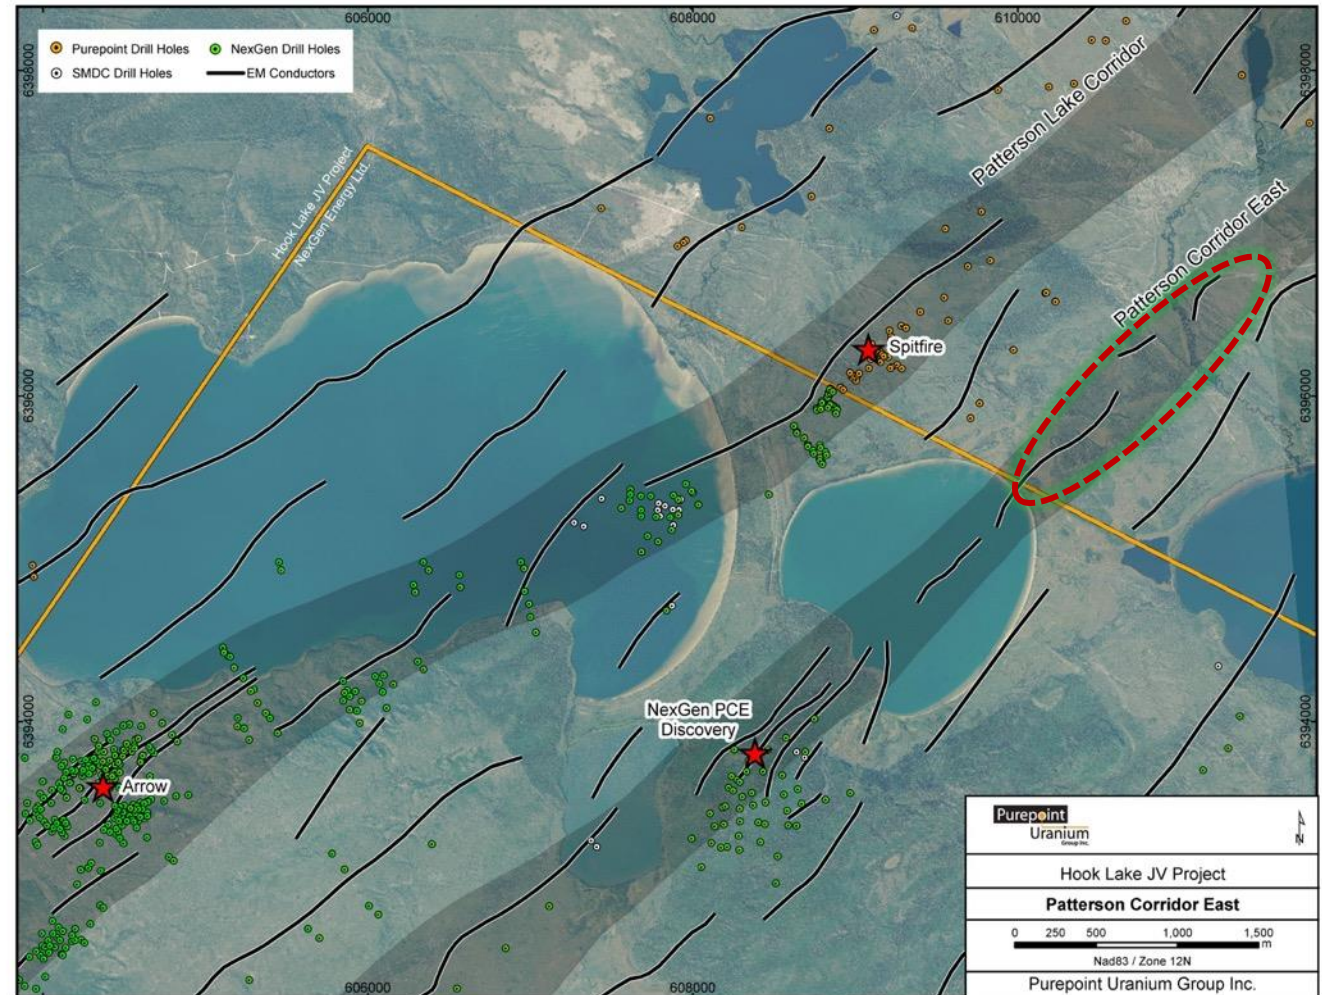 606000
608000
610000
6398000
6398000
Purepoint Drill Holes
NexGen Drill Holes
SMDC Drill Holes
EM Conductors
Patterson Lake Corridor
Hook Lake JV Project
NexGen Energy Ltd.
Patterson Corridor East
Spitfire
6396000
6396000
NexGen PCE
Discovery
6394000
6394000
Arrow
Purepoint
Uranium
Group Inc.
N
Hook Lake JV Project
Patterson Corridor East
0 250 500 1,000 1,500
m
Nad83 / Zone 12N
Purepoint Uranium Group Inc.
606000
608000